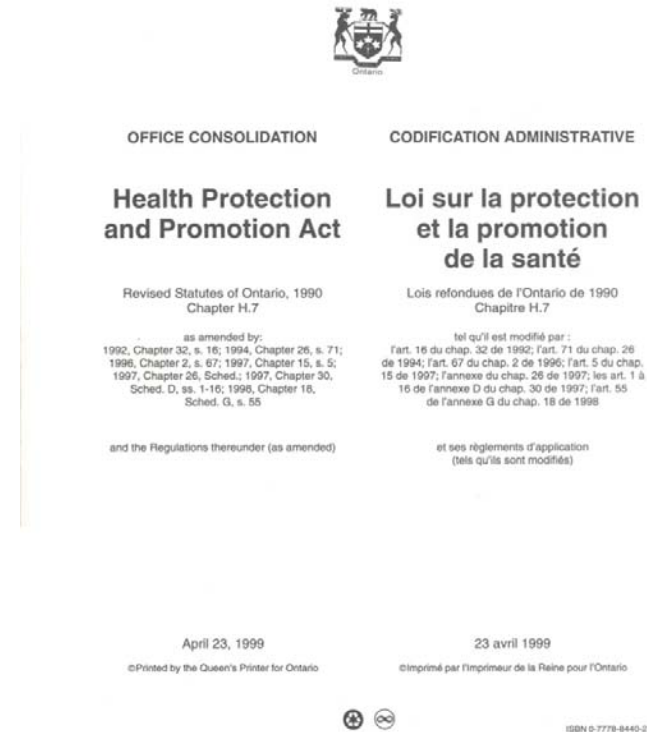 Ontario
OFFICE CONSOLIDATION
Health Protection
and Promotion Act
Revised Statutes of Ontario, 1990
Chapter H.7
as amended by:
1992, Chapter 32, s. 16; 1994, Chapter 26, s. 71;
1996, Chapter 2, s. 67; 1997, Chapter 15, s. 5;
1997, Chapter 26, Sched.; 1997, Chapter 30,
Sched. D, ss. 1-16; 1998, Chapter 18,
Sched. G, s. 55
and the Regulations thereunder (as amended)
April 23, 1999
©Printed by the Queen's Printer for Ontario
CODIFICATION ADMINISTRATIVE
Loi sur la protection
et la promotion
de la santé
Lois refondues de l'Ontario de 1990
Chapitre H.7
tel qu'il est modifié par :
l'art. 16 du chap. 32 de 1992; l'art. 71 du chap. 26
de 1994; l'art. 67 du chap. 2 de 1996; l'art. 5 du chap.
15 de 1997; l'annexe du chap. 26 de 1997; les art. 1 à
16 de l'annexe D du chap. 30 de 1997; l'art. 55
de l'annexe G du chap. 18 de 1998
et ses règlements d'application
(tels qu'ils sont modifiés)
23 avril 1999
©Imprimé par l'Imprimeur de la Reine pour l'Ontario
ISBN 0-7778-8440-2